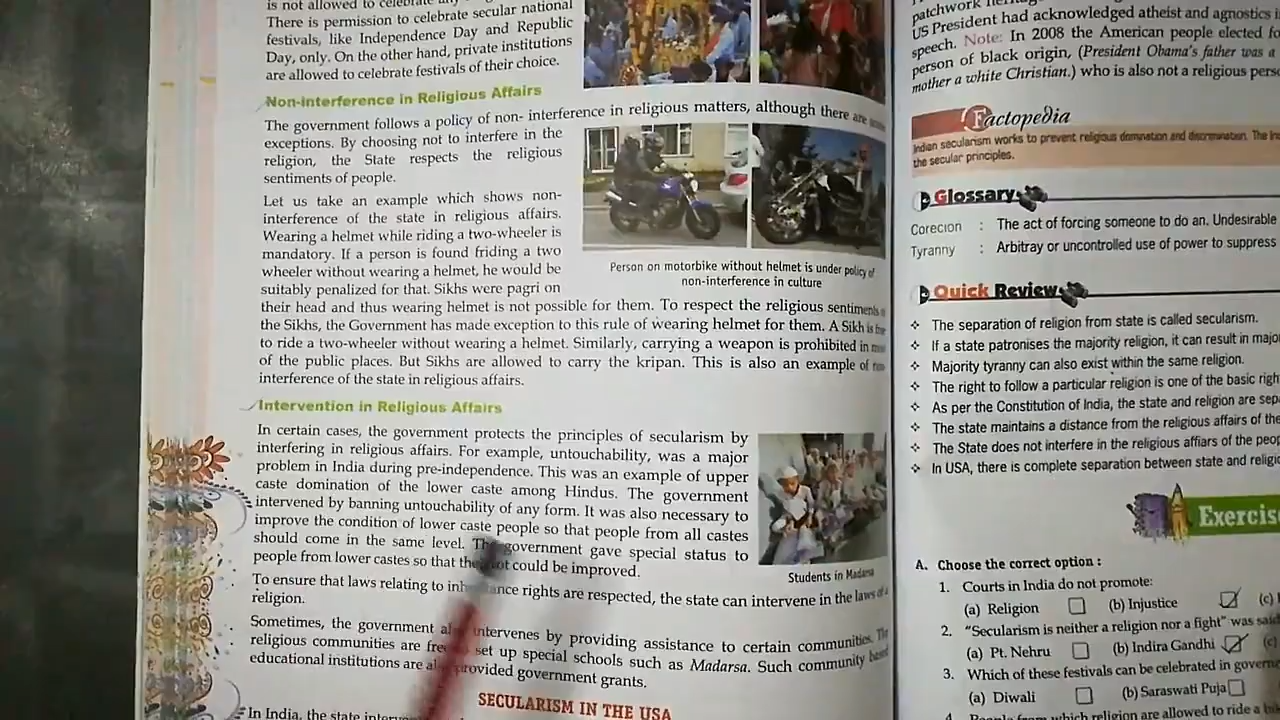 is not allowed to celebrate any
There is permission to celebrate secular national
festivals, like Independence Day and Republic
Day, only. On the other hand, private institutions
are allowed to celebrate festivals of their choice.
Non-interference in Religious Affairs
The government follows a policy of non- interference in religious matters, although there are
exceptions. By choosing not to interfere in the
religion, the State respects the religious
sentiments of people.
Let us take an example which shows non-
interference of the state in religious affairs.
Wearing a helmet while riding a two-wheeler is
mandatory. If a person is found friding a two
wheeler without wearing a helmet, he would be
suitably penalized for that. Sikhs were pagri on
their head and thus wearing helmet is not possible for them. To respect the religious sentiments
the Sikhs, the Government has made exception to this rule of wearing helmet for them. A Sikh is
to ride a two-wheeler without wearing a helmet. Similarly, carrying a weapon is prohibited in
of the public places. But Sikhs are allowed to carry the kripan. This is also an example of
interference of the state in religious affairs.
Person on motorbike without helmet is under policy of
non-interference in culture
Intervention in Religious Affairs
In certain cases, the government protects the principles of secularism by
interfering in religious affairs. For example, untouchability, was a major
problem in India during pre-independence. This was an example of upper
caste domination of the lower caste among Hindus. The government
intervened by banning untouchability of any form. It was also necessary to
improve the condition of lower caste people so that people from all castes
should come in the same level. The government gave special status to
people from lower castes so that could be improved.
Students in Madarsa
To ensure that laws relating to rights are respected, the state can intervene in the laws of
religion.
Sometimes, the government intervenes by providing assistance to certain communities. The
religious communities are set up special schools such as Madarsa. Such community based
educational institutions are provided government grants.
SECULARISM IN THE USA
In India, the state
patchwork
US President had acknowledged atheist and agnostics
speech. Note: In 2008 the American people elected
person of black origin, (President Obama's father was a
mother a white Christian.) who is also not a religious
Factopedia
Indian secularism works to prevent religious domination and discrimination. The
the secular principles.
Glossary
Corecion : The act of forcing someone to do an. Undesirable
Tyranny : Arbitray or uncontrolled use of power to suppress
Quick Review
❖ The separation of religion from state is called secularism.
❖ If a state patronises the majority religion, it can result in
❖ Majority tyranny can also exist within the same religion.
❖ The right to follow a particular religion is one of the basic
❖ As per the Constitution of India, the state and religion are
❖ The state maintains a distance from the religious affairs of the
❖ The State does not interfere in the religious affiars of the
❖ In USA, there is complete separation between state and
Exercise
A. Choose the correct option :
1. Courts in India do not promote:
(a) Religion (b) Injustice (c)
2. "Secularism is neither a religion nor a fight" was said
(a) Pt. Nehru (b) Indira Gandhi (c)
3. Which of these festivals can be celebrated in
(a) Diwali (b) Saraswati Puja
which religion are allowed to ride a